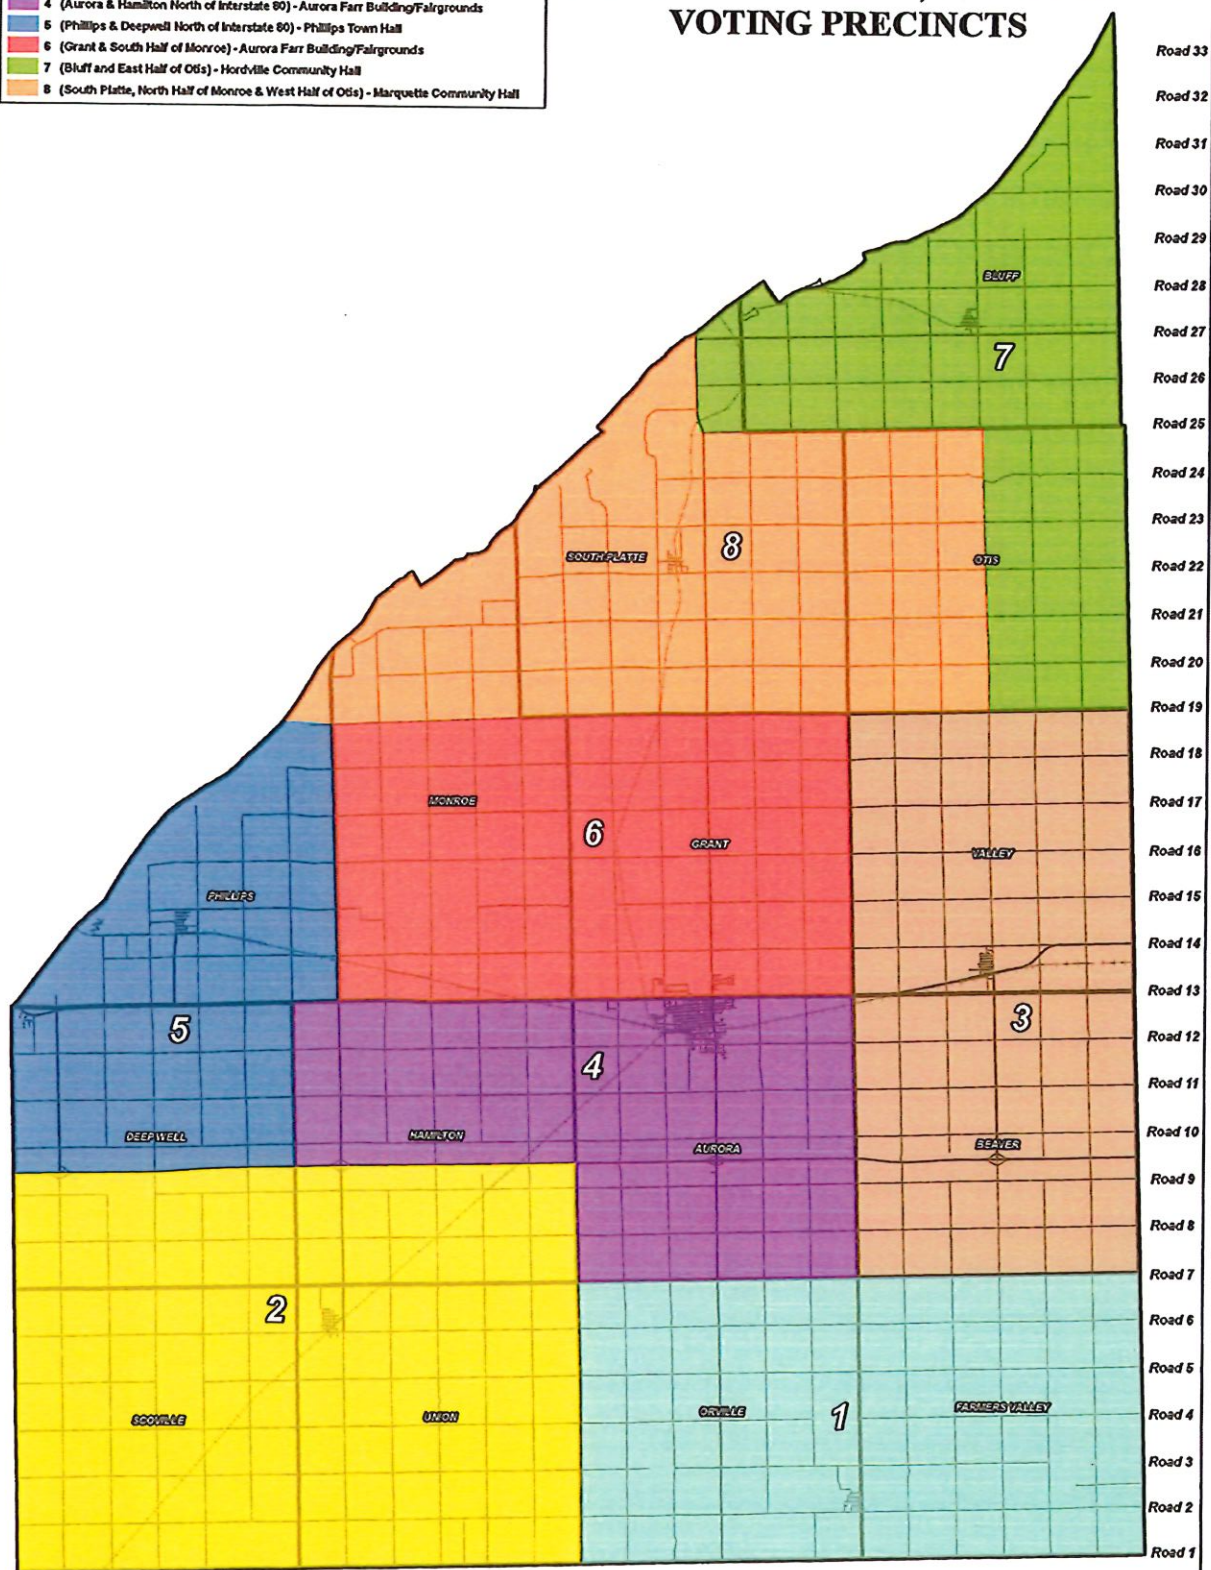 4 (Aurora & Hamilton North of Interstate 80) - Aurora Farr Building/Fairgrounds
5 (Phillips & Deepwell North of Interstate 80) - Phillips Town Hall
6 (Grant & South Half of Monroe) - Aurora Farr Building/Fairgrounds
7 (Bluff and East Half of Otis) - Hordville Community Hall
8 (South Platte, North Half of Monroe & West Half of Otis) - Marquette Community Hall
VOTING PRECINCTS
Road 33
Road 32
Road 31
Road 30
Road 29
BLUFF
Road 28
Road 27
7
Road 26
Road 25
Road 24
Road 23
SOUTH PLATTE
8
OTIS
Road 22
Road 21
Road 20
Road 19
Road 18
MONROE
Road 17
6
GRANT
VALLEY
Road 16
PHILLIPS
Road 15
Road 14
Road 13
5
3
Road 12
4
Road 11
DEEPWELL
HAMILTON
AURORA
BEAVER
Road 10
Road 9
Road 8
Road 7
2
Road 6
Road 5
SCOVILLE
UNION
ORVILLE
1
FARMERS VALLEY
Road 4
Road 3
Road 2
Road 1